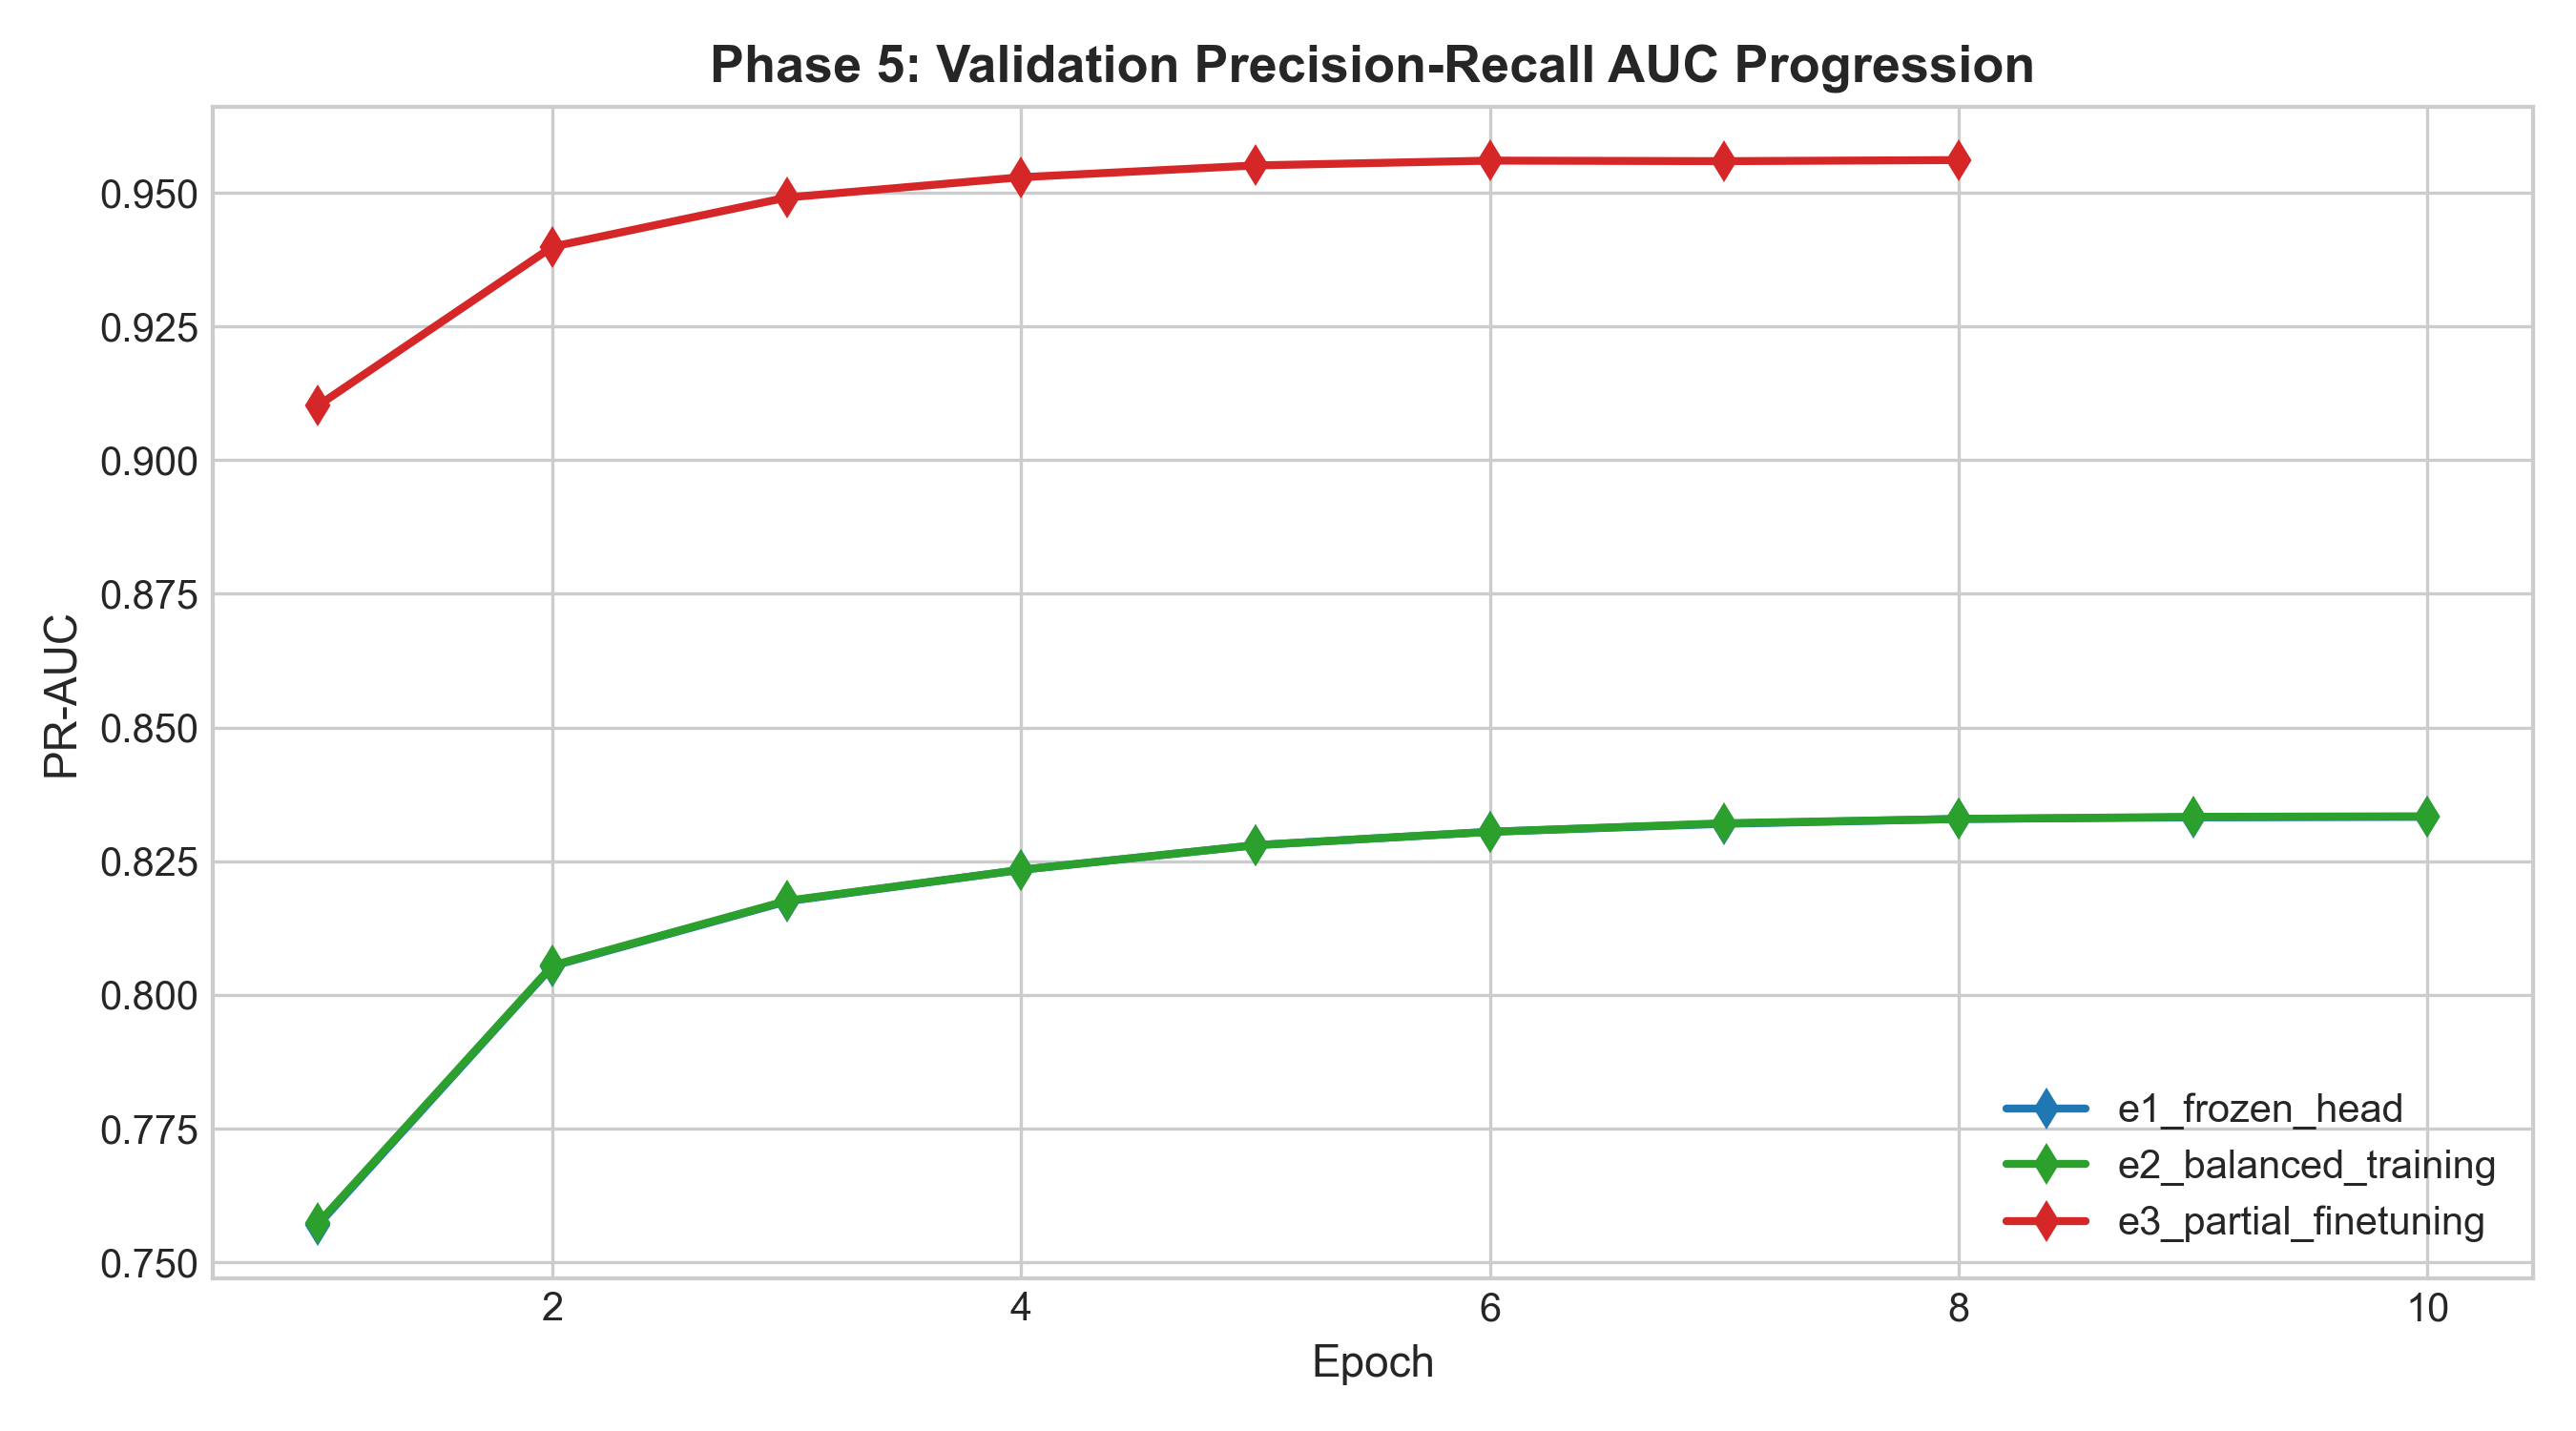 Phase 5: Validation Precision-Recall AUC Progression
PR-AUC
0.950
0.925
0.900
0.875
0.850
0.825
0.800
0.775
0.750
2 4 6 8 10
Epoch
e1_frozen_head
e2_balanced_training
e3_partial_finetuning